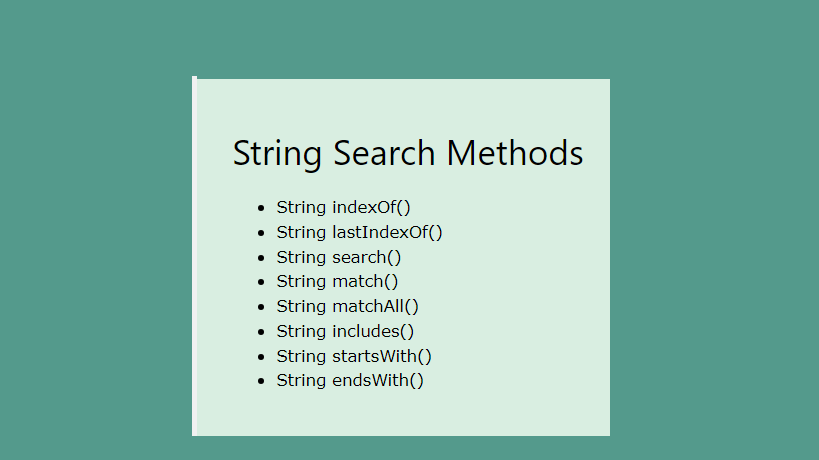 String Search Methods
• String indexOf()
• String lastIndexOf()
• String search()
• String match()
• String matchAll()
• String includes()
• String startsWith()
• String endsWith()